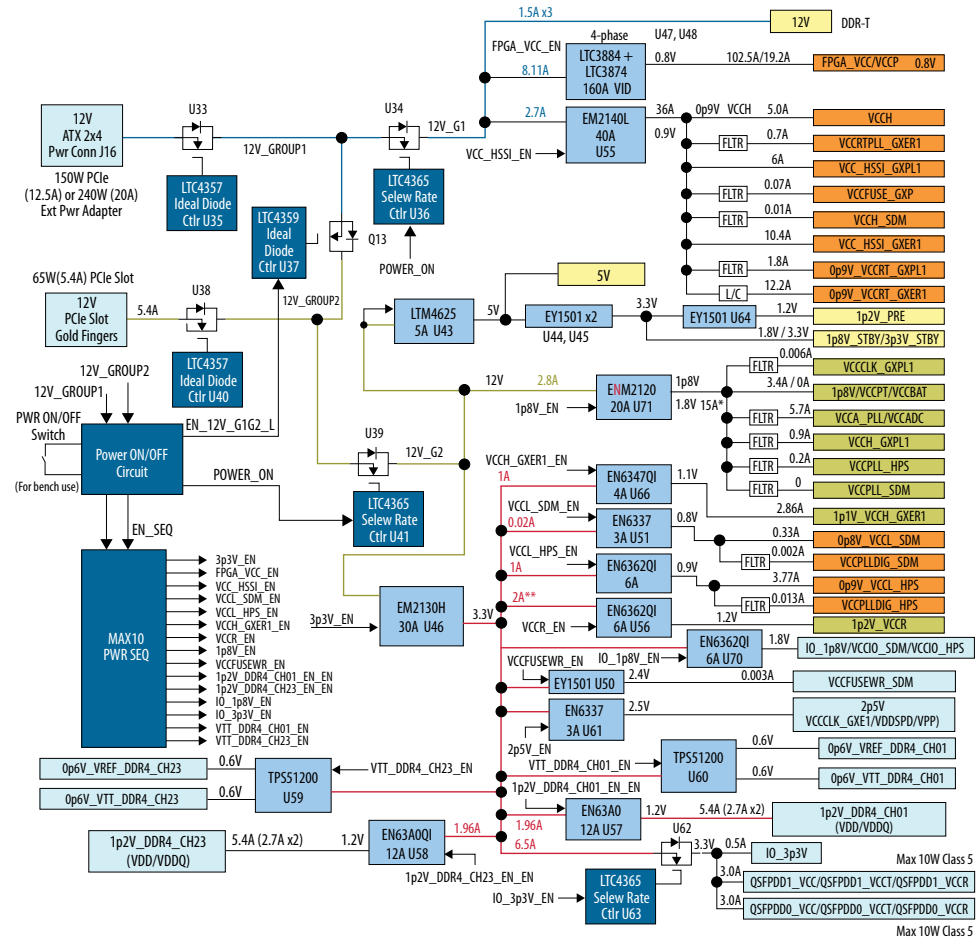 1.5A x3
12V
DDR-T
4-phase
U47, U48
FPGA_VCC_EN
LTC3884 +
LTC3874
160A VID
0.8V
102.5A/19.2A
FPGA_VCC/VCCP 0.8V
8.11A
12V
ATX 2x4
Pwr Conn J16
150W PCIe
(12.5A) or 240W (20A)
Ext Pwr Adapter
U33
LTC4357
Ideal Diode
Ctlr U35
12V_GROUP1
U34
12V_G1
LTC4365
Selew Rate
Ctlr U36
POWER_ON
LTC4359
Ideal
Diode
Ctlr U37
Q13
2.7A
EM2140L
40A
U55
VCC_HSSI_EN
36A
0.9V
0p9V VCCH
5.0A
VCCH
FLTR
0.7A
VCCRTPLL_GXER1
6A
VCC_HSSI_GXPL1
FLTR
0.07A
VCCFUSE_GXP
FLTR
0.01A
VCCH_SDM
10.4A
VCC_HSSI_GXER1
FLTR
1.8A
0p9V_VCCRT_GXPL1
L/C
12.2A
0p9V_VCCRT_GXER1
65W(5.4A) PCIe Slot
12V
PCIe Slot
Gold Fingers
5.4A
U38
LTC4357
Ideal Diode
Ctlr U40
12V_GROUP2
5V
LTM4625
5A U43
5V
EY1501 x2
U44, U45
3.3V
EY1501 U64
1.2V
1p2V_PRE
1.8V / 3.3V
1p8V_STBY/3p3V_STBY
12V_GROUP1
12V_GROUP2
PWR ON/OFF
Switch
(For bench use)
Power ON/OFF
Circuit
EN_12V_G1G2_L
POWER_ON
EN_SEQ
U39
12V_G2
LTC4365
Selew Rate
Ctlr U41
12V
2.8A
1p8V_EN
ENM2120
20A U71
1p8V
1.8V
15A*
FLTR
0.006A
VCCCLK_GXPL1
3.4A / 0A
1p8V/VCCPT/VCCBAT
FLTR
5.7A
VCCA_PLL/VCCADC
FLTR
0.9A
VCCH_GXPL1
FLTR
0.2A
VCCPLL_HPS
FLTR
0
VCCPLL_SDM
VCCH_GXER1_EN
1A
EN6347QI
4A U66
1.1V
2.86A
1p1V_VCCH_GXER1
VCCL_SDM_EN
0.02A
EN6337
3A U51
0.8V
0.33A
0p8V_VCCL_SDM
FLTR
0.002A
VCCPLLDIG_SDM
VCCL_HPS_EN
1A
EN6362QI
6A
0.9V
3.77A
0p9V_VCCL_HPS
FLTR
0.013A
VCCPLLDIG_HPS
2A**
VCCR_EN
EN6362QI
6A U56
1.2V
1p2V_VCCR
3p3V_EN
EM2130H
30A U46
3.3V
IO_1p8V_EN
EN6362QI
6A U70
1.8V
IO_1p8V/VCCIO_SDM/VCCIO_HPS
VCCFUSEWR_EN
EY1501 U50
2.4V
0.003A
VCCFUSEWR_SDM
2p5V_EN
EN6337
3A U61
2.5V
2p5V
VCCCLK_GXE1/VDDSPD/VPP)
MAX10
PWR SEQ
3p3V_EN
FPGA_VCC_EN
VCC_HSSI_EN
VCCL_SDM_EN
VCCL_HPS_EN
VCCH_GXER1_EN
VCCR_EN
1p8V_EN
VCCFUSEWR_EN
1p2V_DDR4_CH01_EN_EN
1p2V_DDR4_CH23_EN_EN
IO_1p8V_EN
IO_3p3V_EN
VTT_DDR4_CH01_EN
VTT_DDR4_CH23_EN
VTT_DDR4_CH01_EN
TPS51200
U60
0.6V
0p6V_VREF_DDR4_CH01
0.6V
0p6V_VTT_DDR4_CH01
0p6V_VREF_DDR4_CH23
0.6V
0p6V_VTT_DDR4_CH23
0.6V
TPS51200
U59
VTT_DDR4_CH23_EN
1p2V_DDR4_CH01_EN_EN
1.96A
EN63A0
12A U57
1.2V
5.4A (2.7A x2)
1p2V_DDR4_CH01
(VDD/VDDQ)
1p2V_DDR4_CH23
(VDD/VDDQ)
5.4A (2.7A x2)
1.2V
EN63A0QI
12A U58
1.96A
1p2V_DDR4_CH23_EN_EN
6.5A
U62
3.3V
IO_3p3V_EN
LTC4365
Selew Rate
Ctlr U63
0.5A
IO_3p3V
Max 10W Class 5
3.0A
QSFPDD1_VCC/QSFPDD1_VCCT/QSFPDD1_VCCR
3.0A
QSFPDD0_VCC/QSFPDD0_VCCT/QSFPDD0_VCCR
Max 10W Class 5